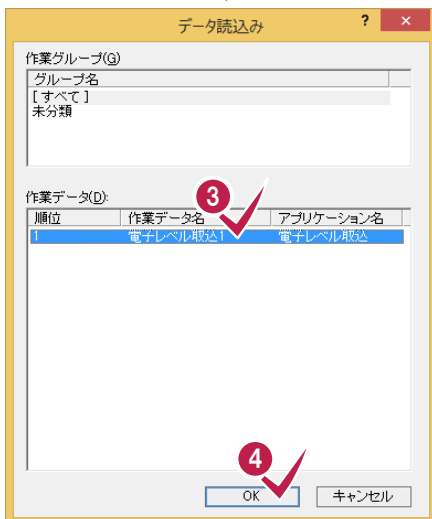 データ読込み ? ×
作業グループ(G)
グループ名
[すべて]
未分類
作業データ(D):
3
順位 作業データ名 アプリケーション名
1 電子レベル取込1 電子レベル取込
4
OK キャンセル